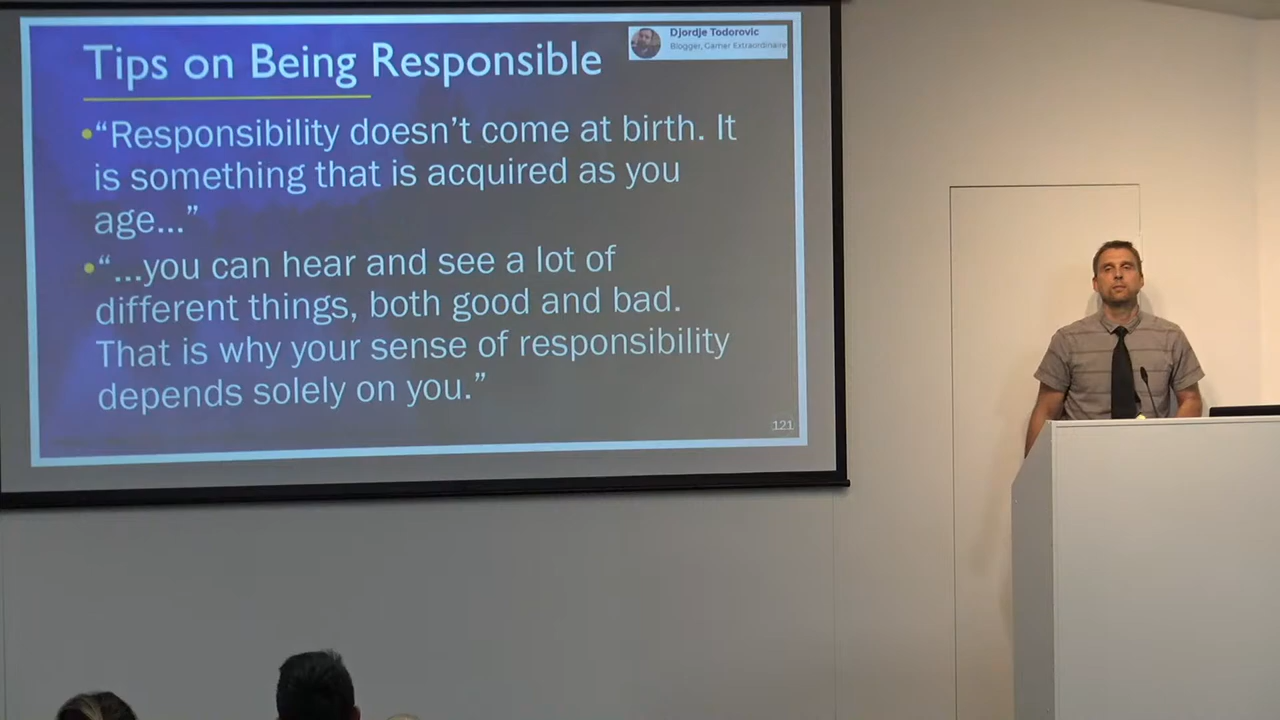 Tips on Being Responsible
Djordje Todorovic
Blogger, Gamer Extraordinaire
•“Responsibility doesn’t come at birth. It
is something that is acquired as you
age...”
•“...you can hear and see a lot of
different things, both good and bad.
That is why your sense of responsibility
depends solely on you.”
121